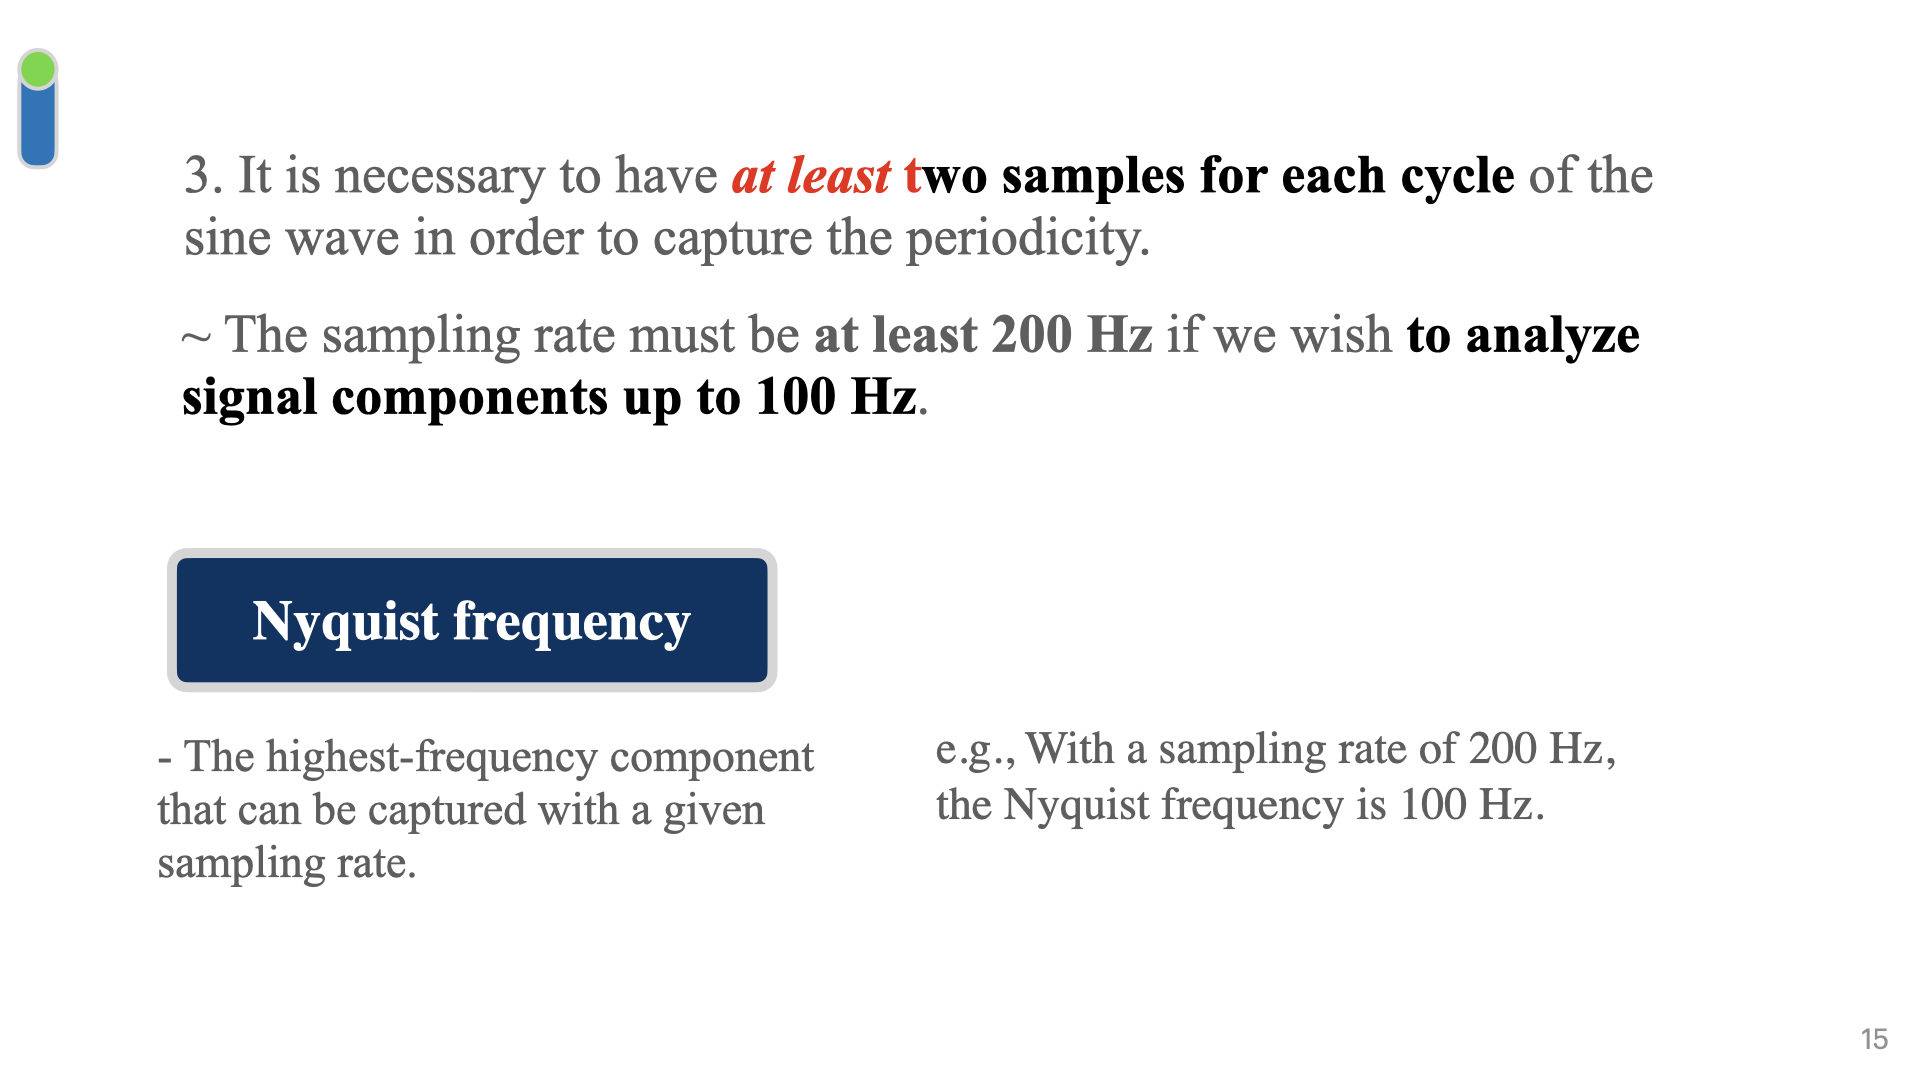 3. It is necessary to have at least two samples for each cycle of the
sine wave in order to capture the periodicity.
~ The sampling rate must be at least 200 Hz if we wish to analyze
signal components up to 100 Hz.
Nyquist frequency
- The highest-frequency component
that can be captured with a given
sampling rate.
e.g., With a sampling rate of 200 Hz,
the Nyquist frequency is 100 Hz.
15